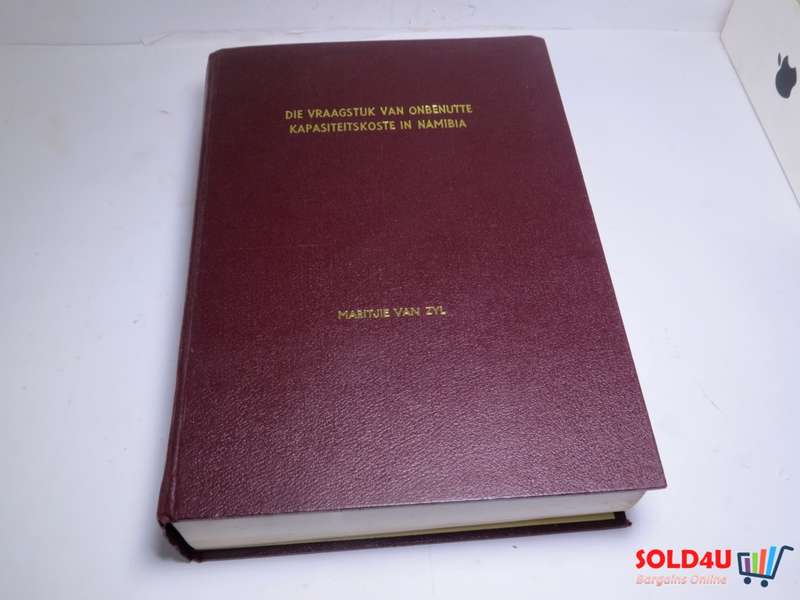 DIE VRAAGSTUK VAN ONBENUTTE
KAPASITEITSKOSTE IN NAMIBIA
MARITJIE VAN ZYL
SOLD4U
Bargains Online